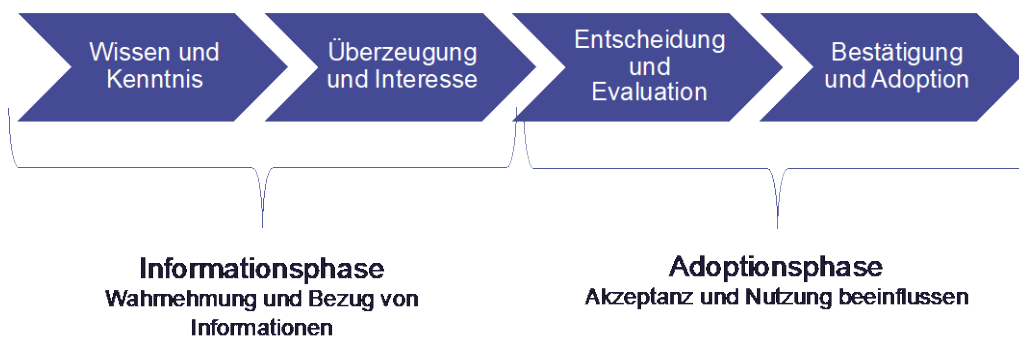 Wissen und
Kenntnis
Überzeugung
und Interesse
Entscheidung
und
Evaluation
Bestätigung
und Adoption
Informationsphase
Wahrnehmung und Bezug von
Informationen
Adoptionsphase
Akzeptanz und Nutzung beeinflussen